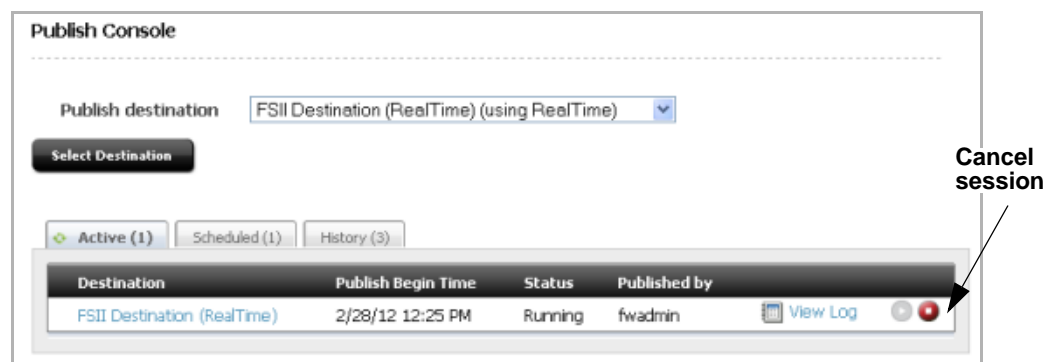 Publish Console
Publish destination FSII Destination (RealTime) (using RealTime)
Select Destination
Cancel
session
Active (1) Scheduled (1) History (3)
Destination Publish Begin Time Status Published by
FSII Destination (RealTime) 2/28/12 12:25 PM Running fwadmin View Log